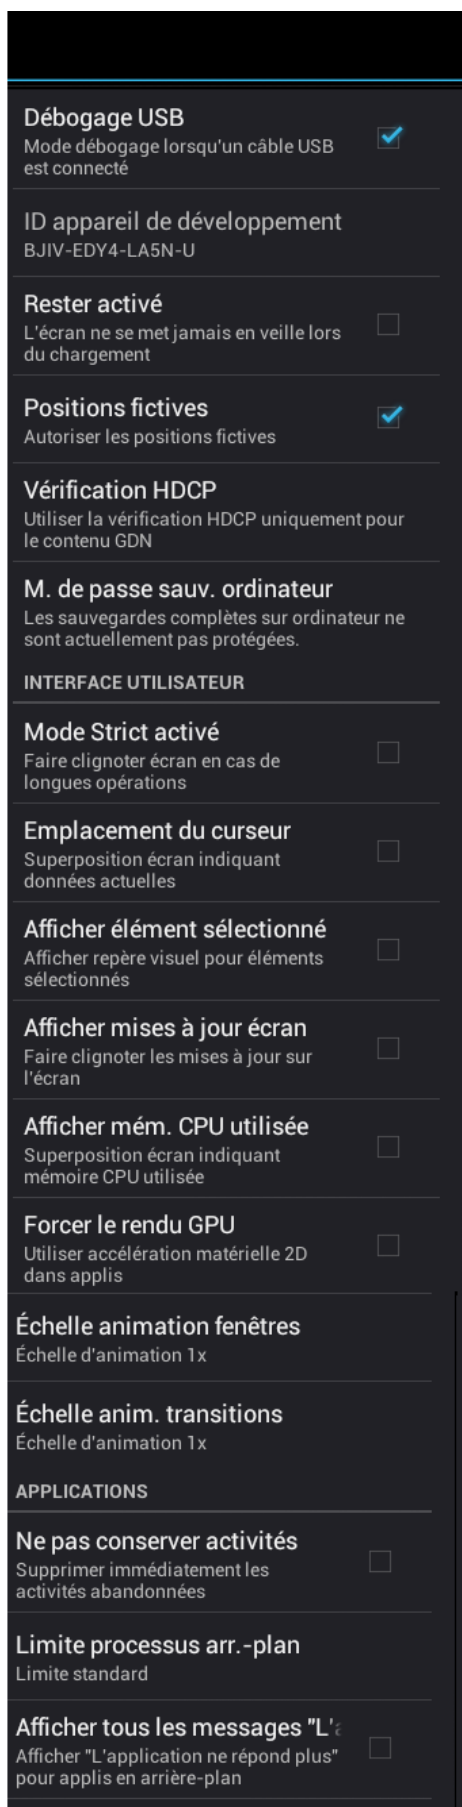 Débogage USB
Mode débogage lorsqu'un câble USB
est connecté
ID appareil de développement
BJIV-EDY4-LA5N-U
Rester activé
L'écran ne se met jamais en veille lors
du chargement
Positions fictives
Autoriser les positions fictives
Vérification HDCP
Utiliser la vérification HDCP uniquement pour
le contenu GDN
M. de passe sauv. ordinateur
Les sauvegardes complètes sur ordinateur ne
sont actuellement pas protégées.
INTERFACE UTILISATEUR
Mode Strict activé
Faire clignoter écran en cas de
longues opérations
Emplacement du curseur
Superposition écran indiquant
données actuelles
Afficher élément sélectionné
Afficher repère visuel pour éléments
sélectionnés
Afficher mises à jour écran
Faire clignoter les mises à jour sur
l'écran
Afficher mém. CPU utilisée
Superposition écran indiquant
mémoire CPU utilisée
Forcer le rendu GPU
Utiliser accélération matérielle 2D
dans applis
Échelle animation fenêtres
Échelle d'animation 1x
Échelle anim. transitions
Échelle d'animation 1x
APPLICATIONS
Ne pas conserver activités
Supprimer immédiatement les
activités abandonnées
Limite processus arr.-plan
Limite standard
Afficher tous les messages "L'a
Afficher "L'application ne répond plus"
pour applis en arrière-plan